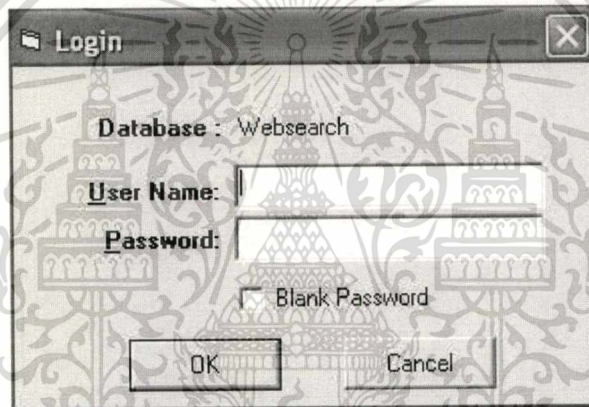 Login
Database : Websearch
User Name:
Password:
Blank Password
OK
Cancel